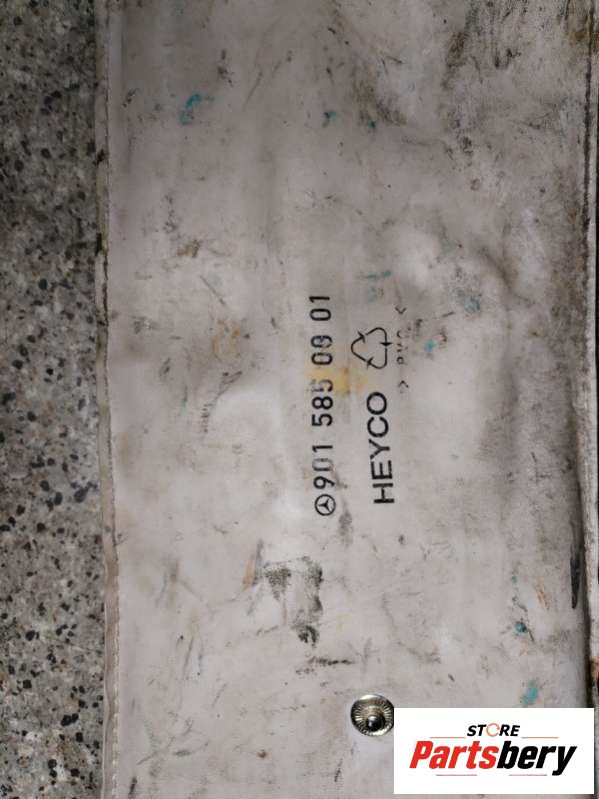 901 585 09 01
HEYCO
> PVC <
STORE
Partsbery